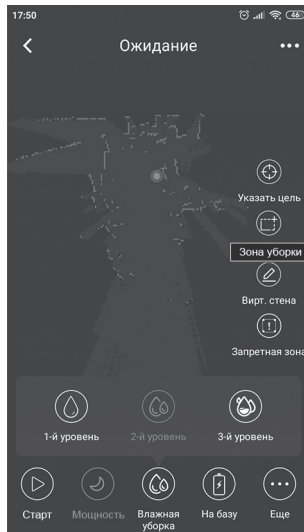 17:50
46
Ожидание
Указать цель
Зона уборки
Вирт. стена
Запретная зона
1-й уровень
2-й уровень
3-й уровень
Старт
Мощность
Влажная
уборка
На базу
Еще